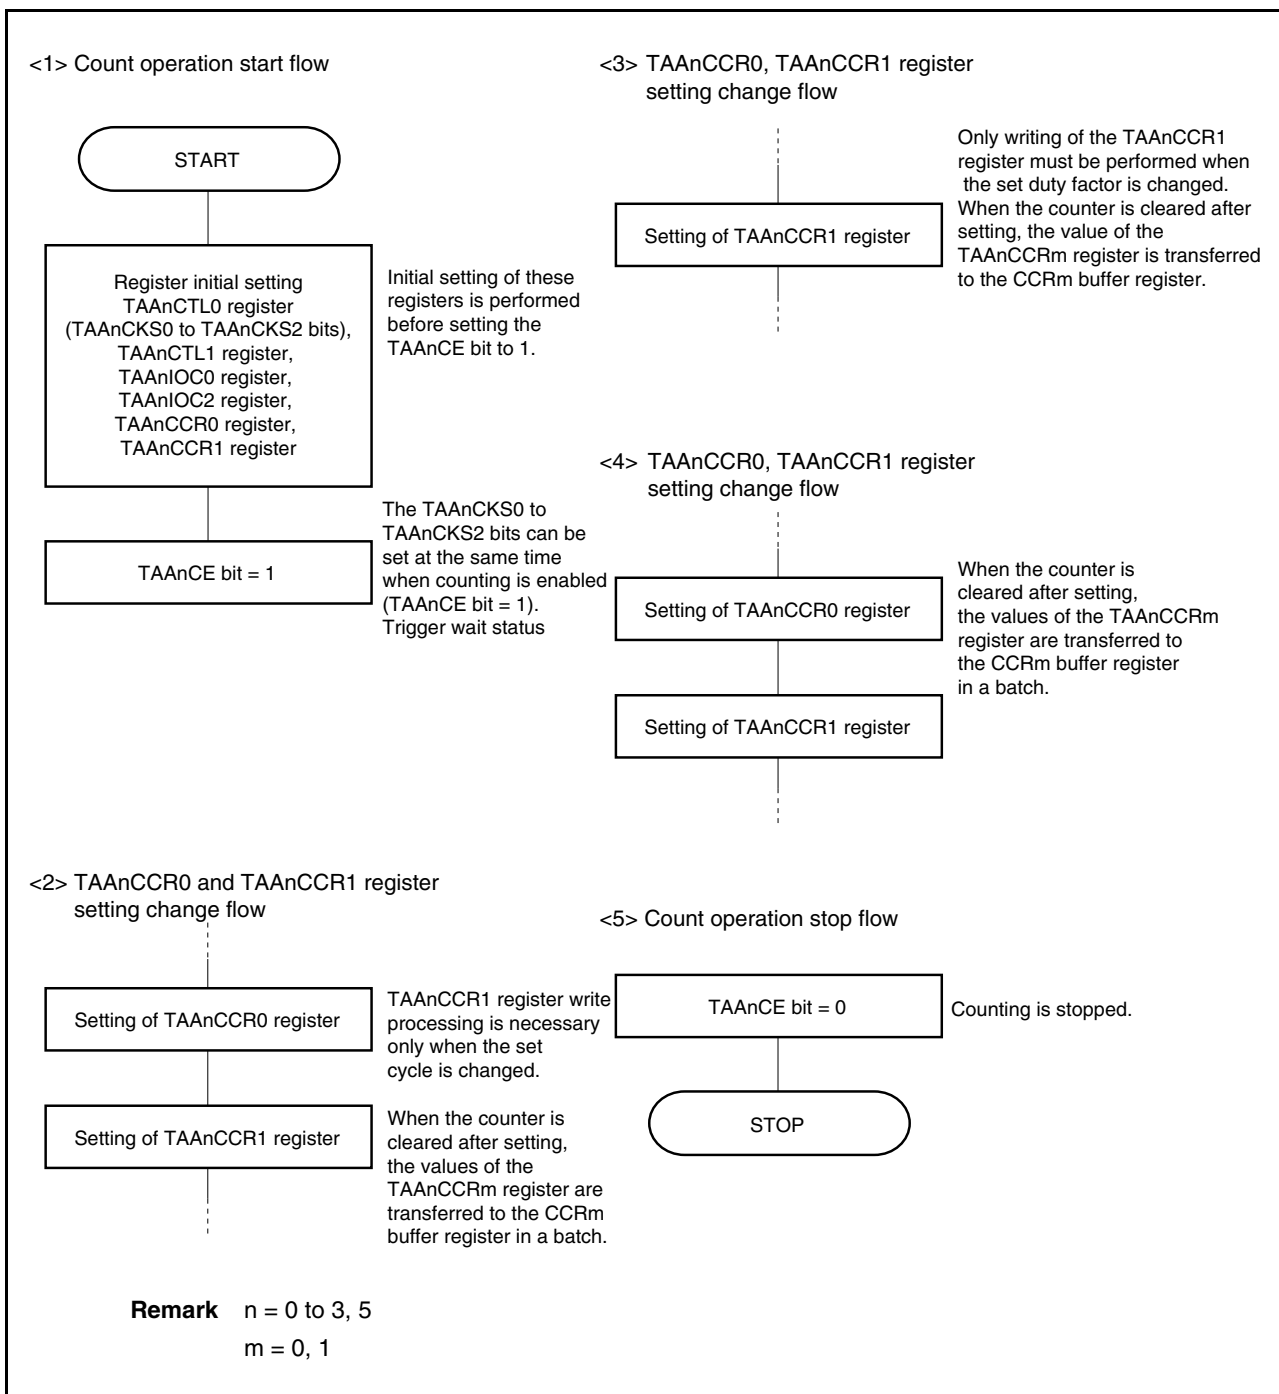 <1> Count operation start flow
START
Register initial setting
TAAnCTL0 register
(TAAnCKS0 to TAAnCKS2 bits),
TAAnCTL1 register,
TAAnIOC0 register,
TAAnIOC2 register,
TAAnCCR0 register,
TAAnCCR1 register
Initial setting of these
registers is performed
before setting the
TAAnCE bit to 1.
TAAnCE bit = 1
The TAAnCKS0 to
TAAnCKS2 bits can be
set at the same time
when counting is enabled
(TAAnCE bit = 1).
Trigger wait status
<2> TAAnCCR0 and TAAnCCR1 register
setting change flow
Setting of TAAnCCR0 register
TAAnCCR1 register write
processing is necessary
only when the set
cycle is changed.
Setting of TAAnCCR1 register
When the counter is
cleared after setting,
the values of the
TAAnCCRm register are
transferred to the CCRm
buffer register in a batch.
<3> TAAnCCR0, TAAnCCR1 register
setting change flow
Setting of TAAnCCR1 register
Only writing of the TAAnCCR1
register must be performed when
the set duty factor is changed.
When the counter is cleared after
setting, the value of the
TAAnCCRm register is transferred
to the CCRm buffer register.
<4> TAAnCCR0, TAAnCCR1 register
setting change flow
Setting of TAAnCCR0 register
When the counter is
cleared after setting,
the values of the TAAnCCRm
register are transferred to
the CCRm buffer register
in a batch.
Setting of TAAnCCR1 register
<5> Count operation stop flow
TAAnCE bit = 0
Counting is stopped.
STOP
Remark n = 0 to 3, 5
m = 0, 1